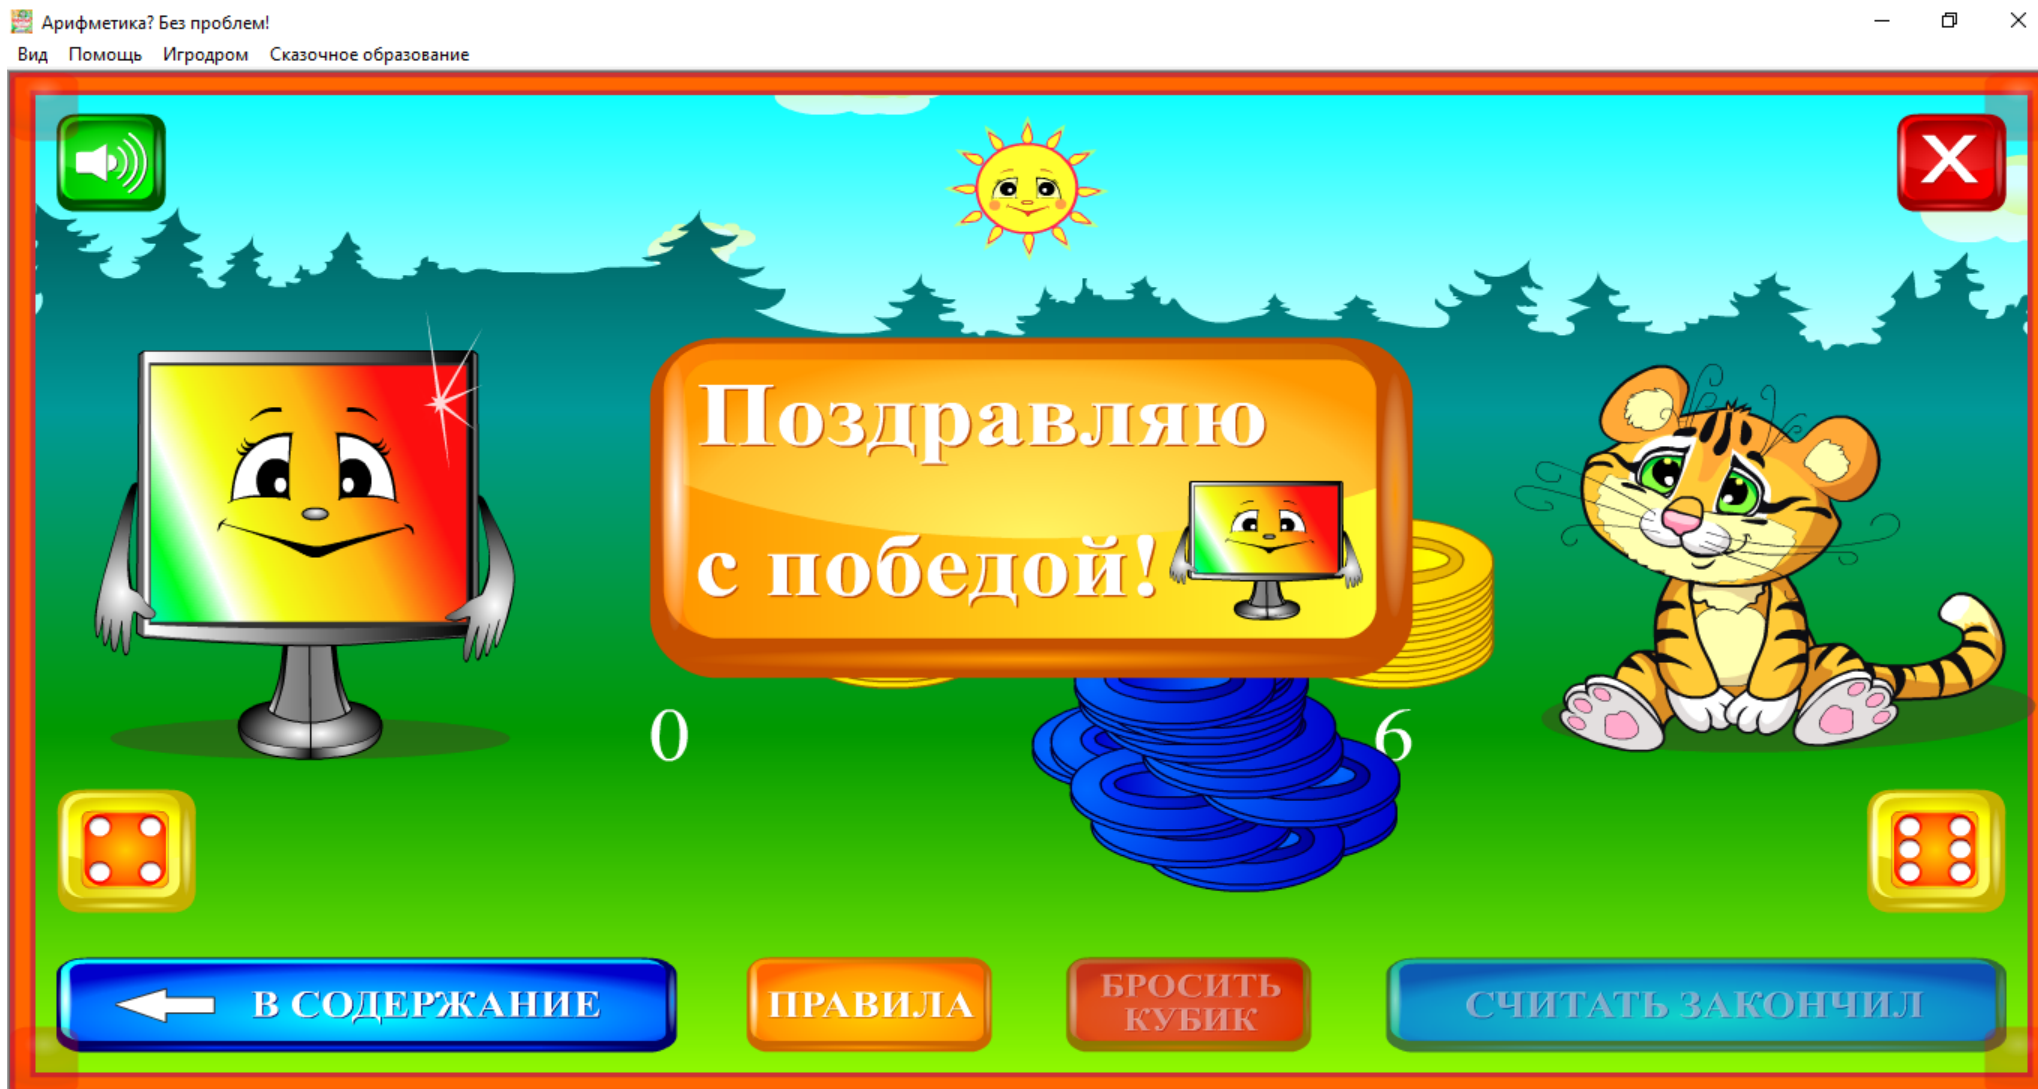 Арифметика? Без проблем!
Вид Помощь Игродром Сказочное образование
Поздравляю
с победой!
0
6
В СОДЕРЖАНИЕ
ПРАВИЛА
БРОСИТЬ
КУБИК
СЧИТАТЬ ЗАКОНЧИЛ